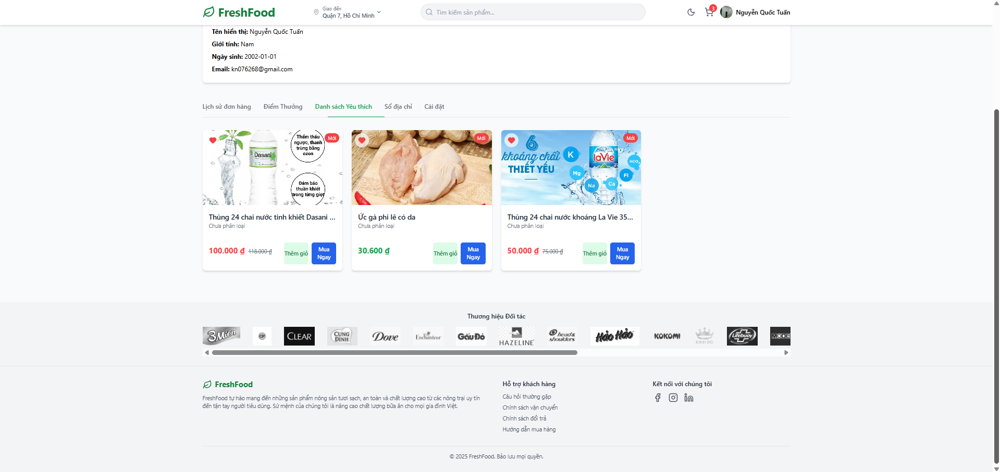 FreshFood
Giao đến
Quận 7, Hồ Chí Minh
Tìm kiếm sản phẩm...
3
Nguyễn Quốc Tuấn
Tên hiển thị: Nguyễn Quốc Tuấn
Giới tính: Nam
Ngày sinh: 2002-01-01
Email: kn076268@gmail.com
Lịch sử đơn hàng
Điểm Thưởng
Danh sách Yêu thích
Sổ địa chỉ
Cài đặt
Thẩm thấu
ngược, thanh
trùng bằng
ozon
Mới
Dasani
Đảm bảo
thuần khiết
trong từng giọt
Thùng 24 chai nước tinh khiết Dasani ...
Chưa phân loại
100.000 ₫ 118.000 ₫
Thêm giỏ
Mua
Ngay
Mới
Ức gà phi lê có da
Chưa phân loại
30.600 ₫
Thêm giỏ
Mua
Ngay
6
khoáng chất
THIẾT YẾU
Mới
K
laVie
HCO3
Mg
Fl
Na
Ca
Thùng 24 chai nước khoáng La Vie 35...
Chưa phân loại
50.000 ₫ 75.000 ₫
Thêm giỏ
Mua
Ngay
Thương hiệu Đối tác
3 Miền
CP
CLEAR
CUNG
ĐÌNH
Dove
Enchanteur
GẤU ĐỎ
HAZELINE
head&
shoulders
Hảo Hảo
KOKOMI
KINH DO
Lifebuoy
MODE
FreshFood
FreshFood tự hào mang đến những sản phẩm nông sản tươi sạch, an toàn và chất lượng cao từ các nông trại uy tín
đến tận tay người tiêu dùng. Sứ mệnh của chúng tôi là nâng cao chất lượng bữa ăn cho mọi gia đình Việt.
Hỗ trợ khách hàng
Câu hỏi thường gặp
Chính sách vận chuyển
Chính sách đổi trả
Hướng dẫn mua hàng
Kết nối với chúng tôi
© 2025 FreshFood. Bảo lưu mọi quyền.